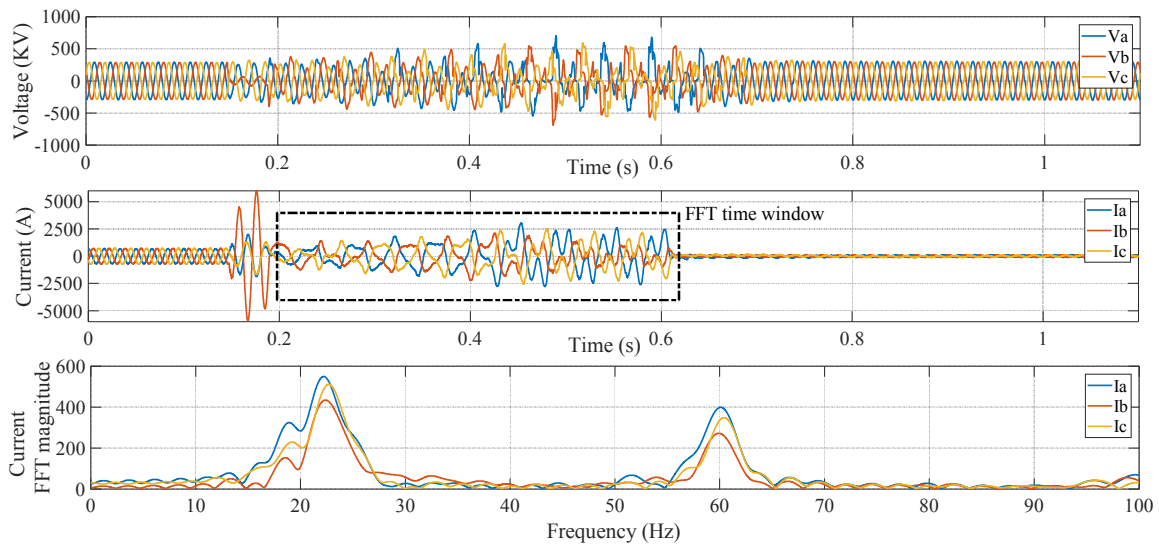 1000
500
0
-500
-1000
Voltage (KV)
Va
Vb
Vc
0
0.2
0.4
0.6
0.8
1
Time (s)
5000
2500
0
-2500
-5000
Current (A)
FFT time window
Ia
Ib
Ic
0
0.2
0.4
0.6
0.8
1
Time (s)
600
400
200
0
Current
FFT magnitude
Ia
Ib
Ic
0
10
20
30
40
50
60
70
80
90
100
Frequency (Hz)